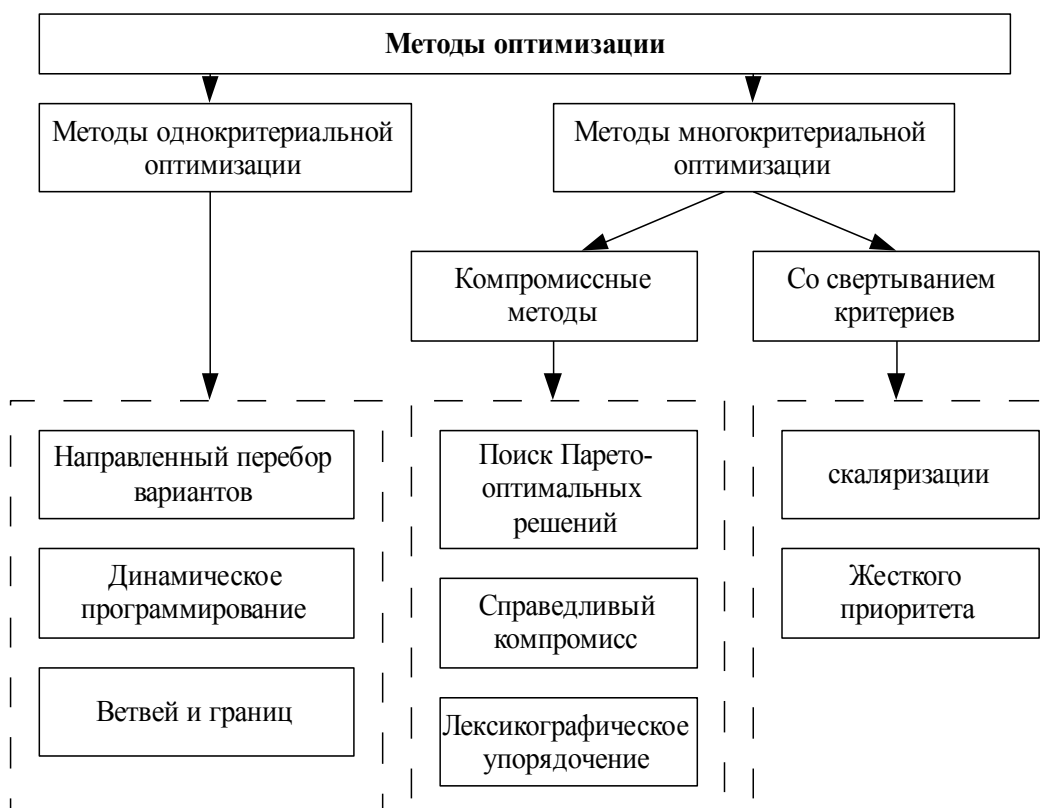 Методы оптимизации
Методы однокритериальной
оптимизации
Методы многокритериальной
оптимизации
Компромиссные
методы
Со свертыванием
критериев
Направленный перебор
вариантов
Динамическое
программирование
Ветвей и границ
Поиск Парето-
оптимальных
решений
Справедливый
компромисс
Лексикографическое
упорядочение
скаляризации
Жесткого
приоритета